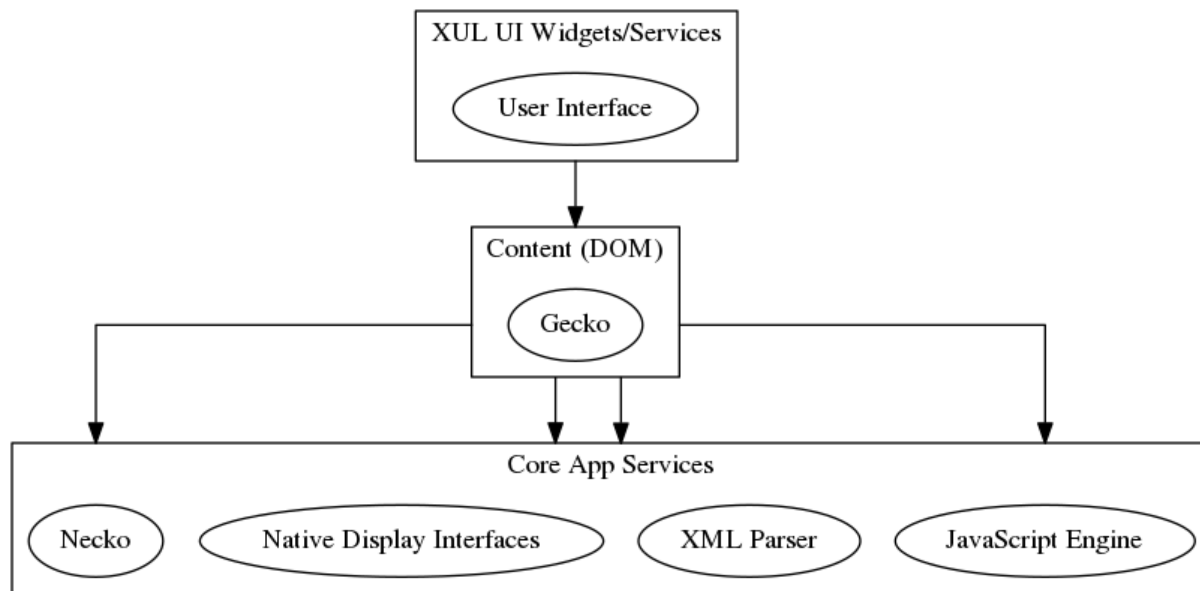 XUL UI Widgets/Services
User Interface
Content (DOM)
Gecko
Core App Services
Necko
Native Display Interfaces
XML Parser
JavaScript Engine